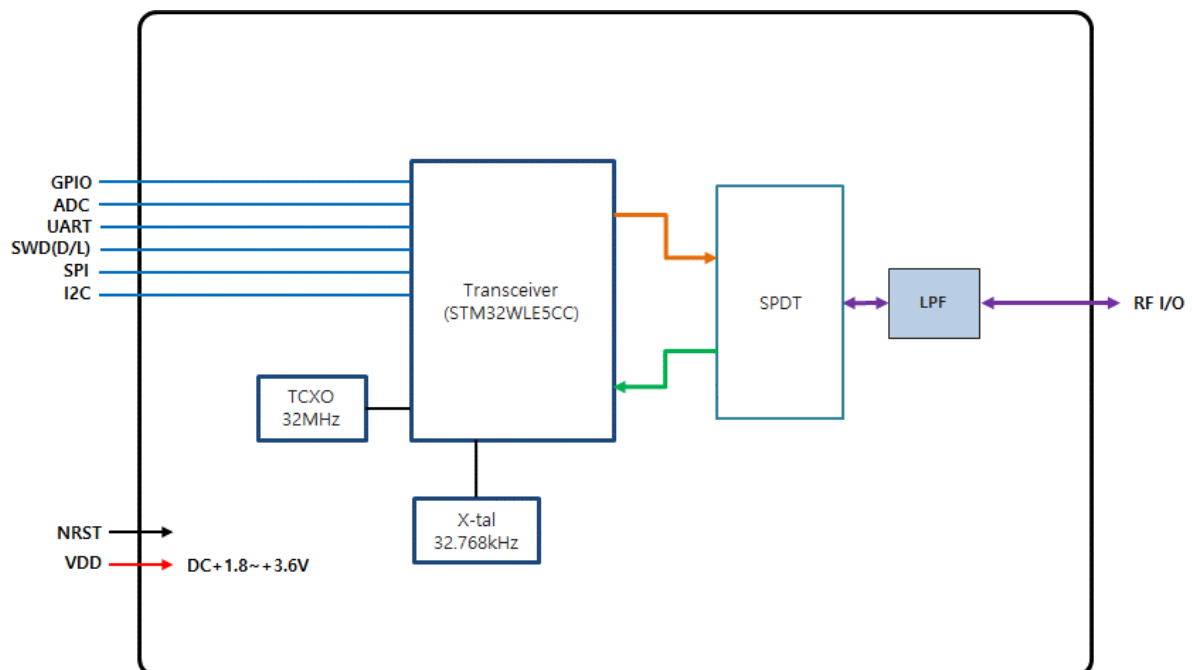 GPIO
ADC
UART
SWD(D/L)
SPI
I2C
Transceiver
(STM32WLE5CC)
SPDT
LPF
RF I/O
TCXO
32MHz
X-tal
32.768kHz
NRST
VDD
DC+1.8~+3.6V